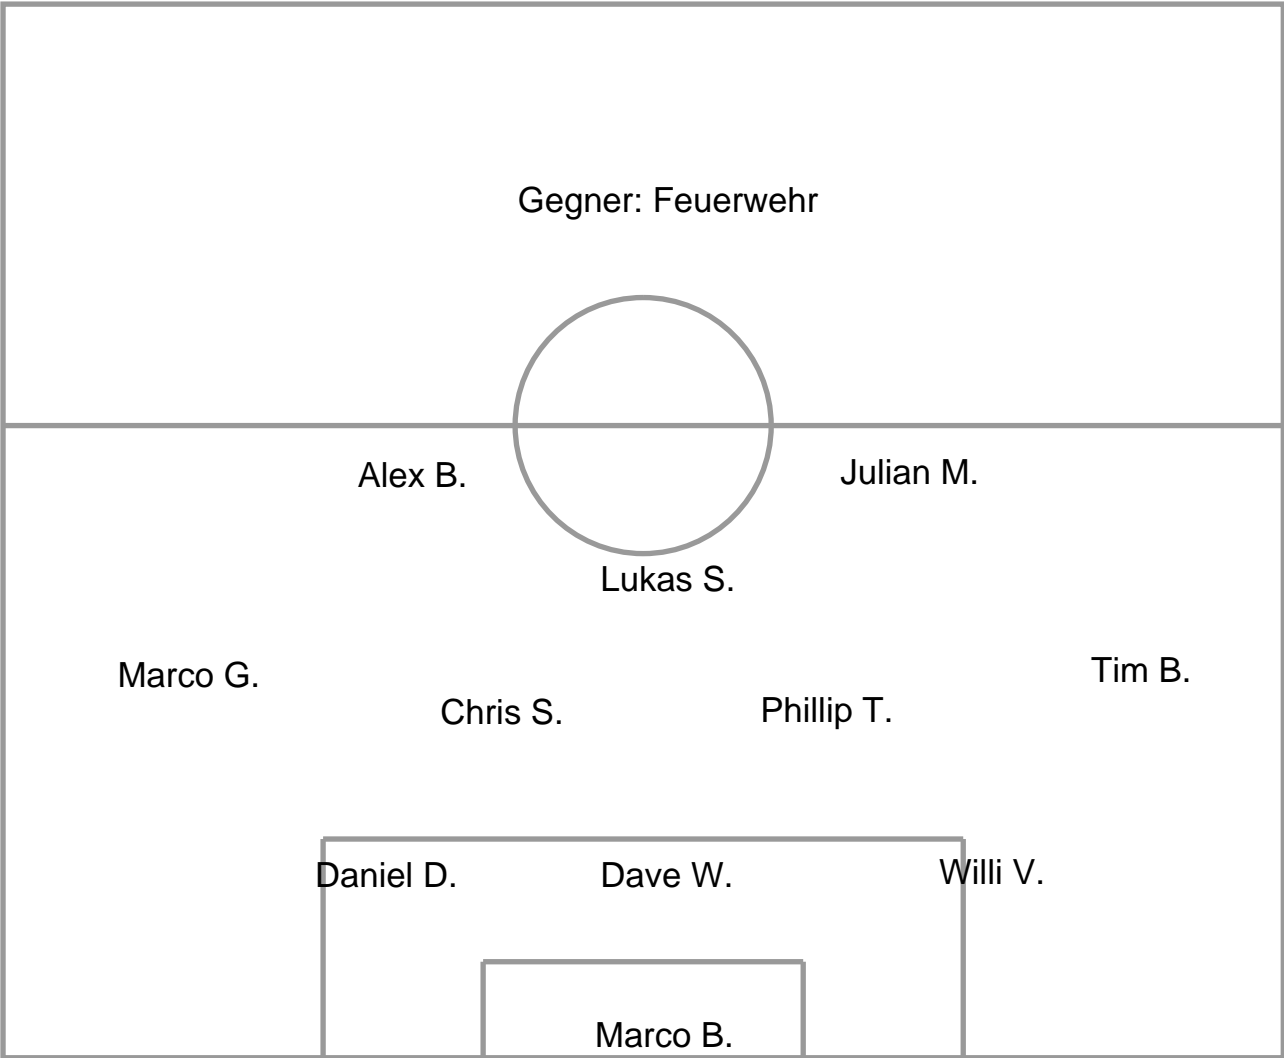 Gegner: Feuerwehr
Alex B.
Julian M.
Lukas S.
Marco G.
Tim B.
Chris S.
Phillip T.
Daniel D.
Dave W.
Willi V.
Marco B.